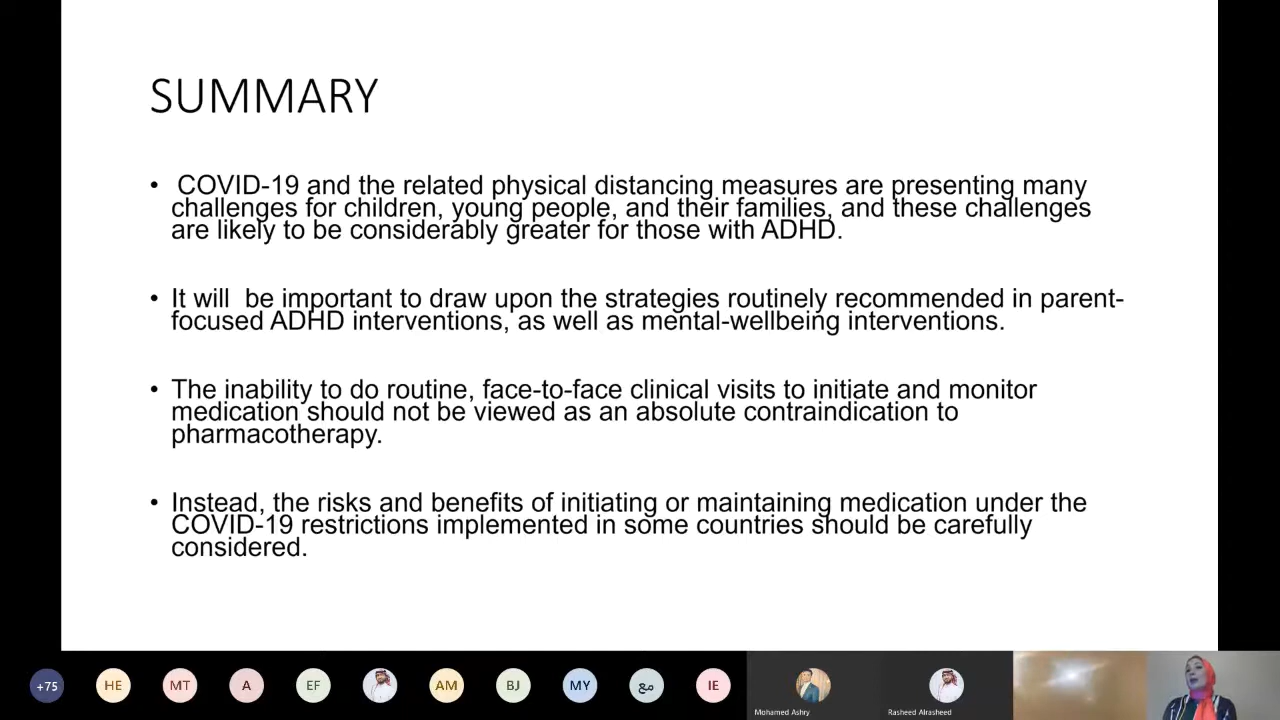 SUMMARY
• COVID-19 and the related physical distancing measures are presenting many
challenges for children, young people, and their families, and these challenges
are likely to be considerably greater for those with ADHD.
• It will be important to draw upon the strategies routinely recommended in parent-
focused ADHD interventions, as well as mental-wellbeing interventions.
• The inability to do routine, face-to-face clinical visits to initiate and monitor
medication should not be viewed as an absolute contraindication to
pharmacotherapy.
• Instead, the risks and benefits of initiating or maintaining medication under the
COVID-19 restrictions implemented in some countries should be carefully
considered.
+75 HE MT A EF AM BJ MY مع IE
Mohamed Ashry Rasheed Alrasheed